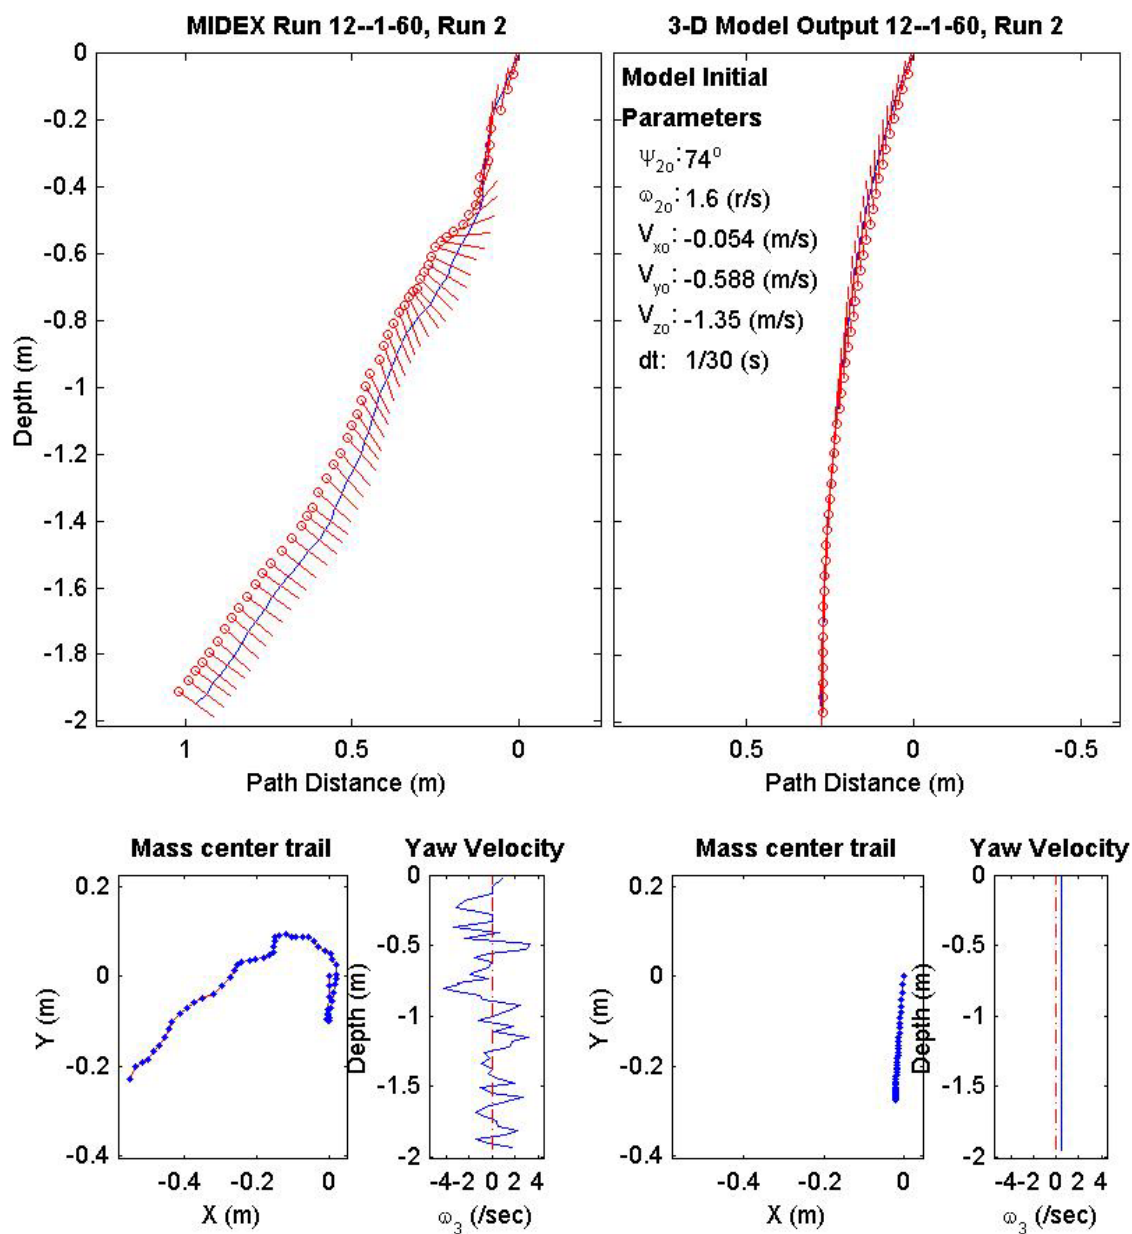 MIDEX Run 12--1-60, Run 2
3-D Model Output 12--1-60, Run 2
0
-0.2
-0.4
-0.6
-0.8
-1
-1.2
-1.4
-1.6
-1.8
-2
Depth (m)
1 0.5 0
Path Distance (m)
Model Initial
Parameters
Ψ2o: 74o
ω2o: 1.6 (r/s)
Vxo: -0.054 (m/s)
Vyo: -0.588 (m/s)
Vzo: -1.35 (m/s)
dt: 1/30 (s)
0.5 0 -0.5
Path Distance (m)
Mass center trail
0.2
0
-0.2
-0.4
Y (m)
-0.4 -0.2 0
X (m)
Yaw Velocity
0
-0.5
-1
-1.5
-2
Depth (m)
-4 -2 0 2 4
ω3 (/sec)
Mass center trail
0.2
0
-0.2
-0.4
Y (m)
-0.4 -0.2 0
X (m)
Yaw Velocity
0
-0.5
-1
-1.5
-2
Depth (m)
-4 -2 0 2 4
ω3 (/sec)